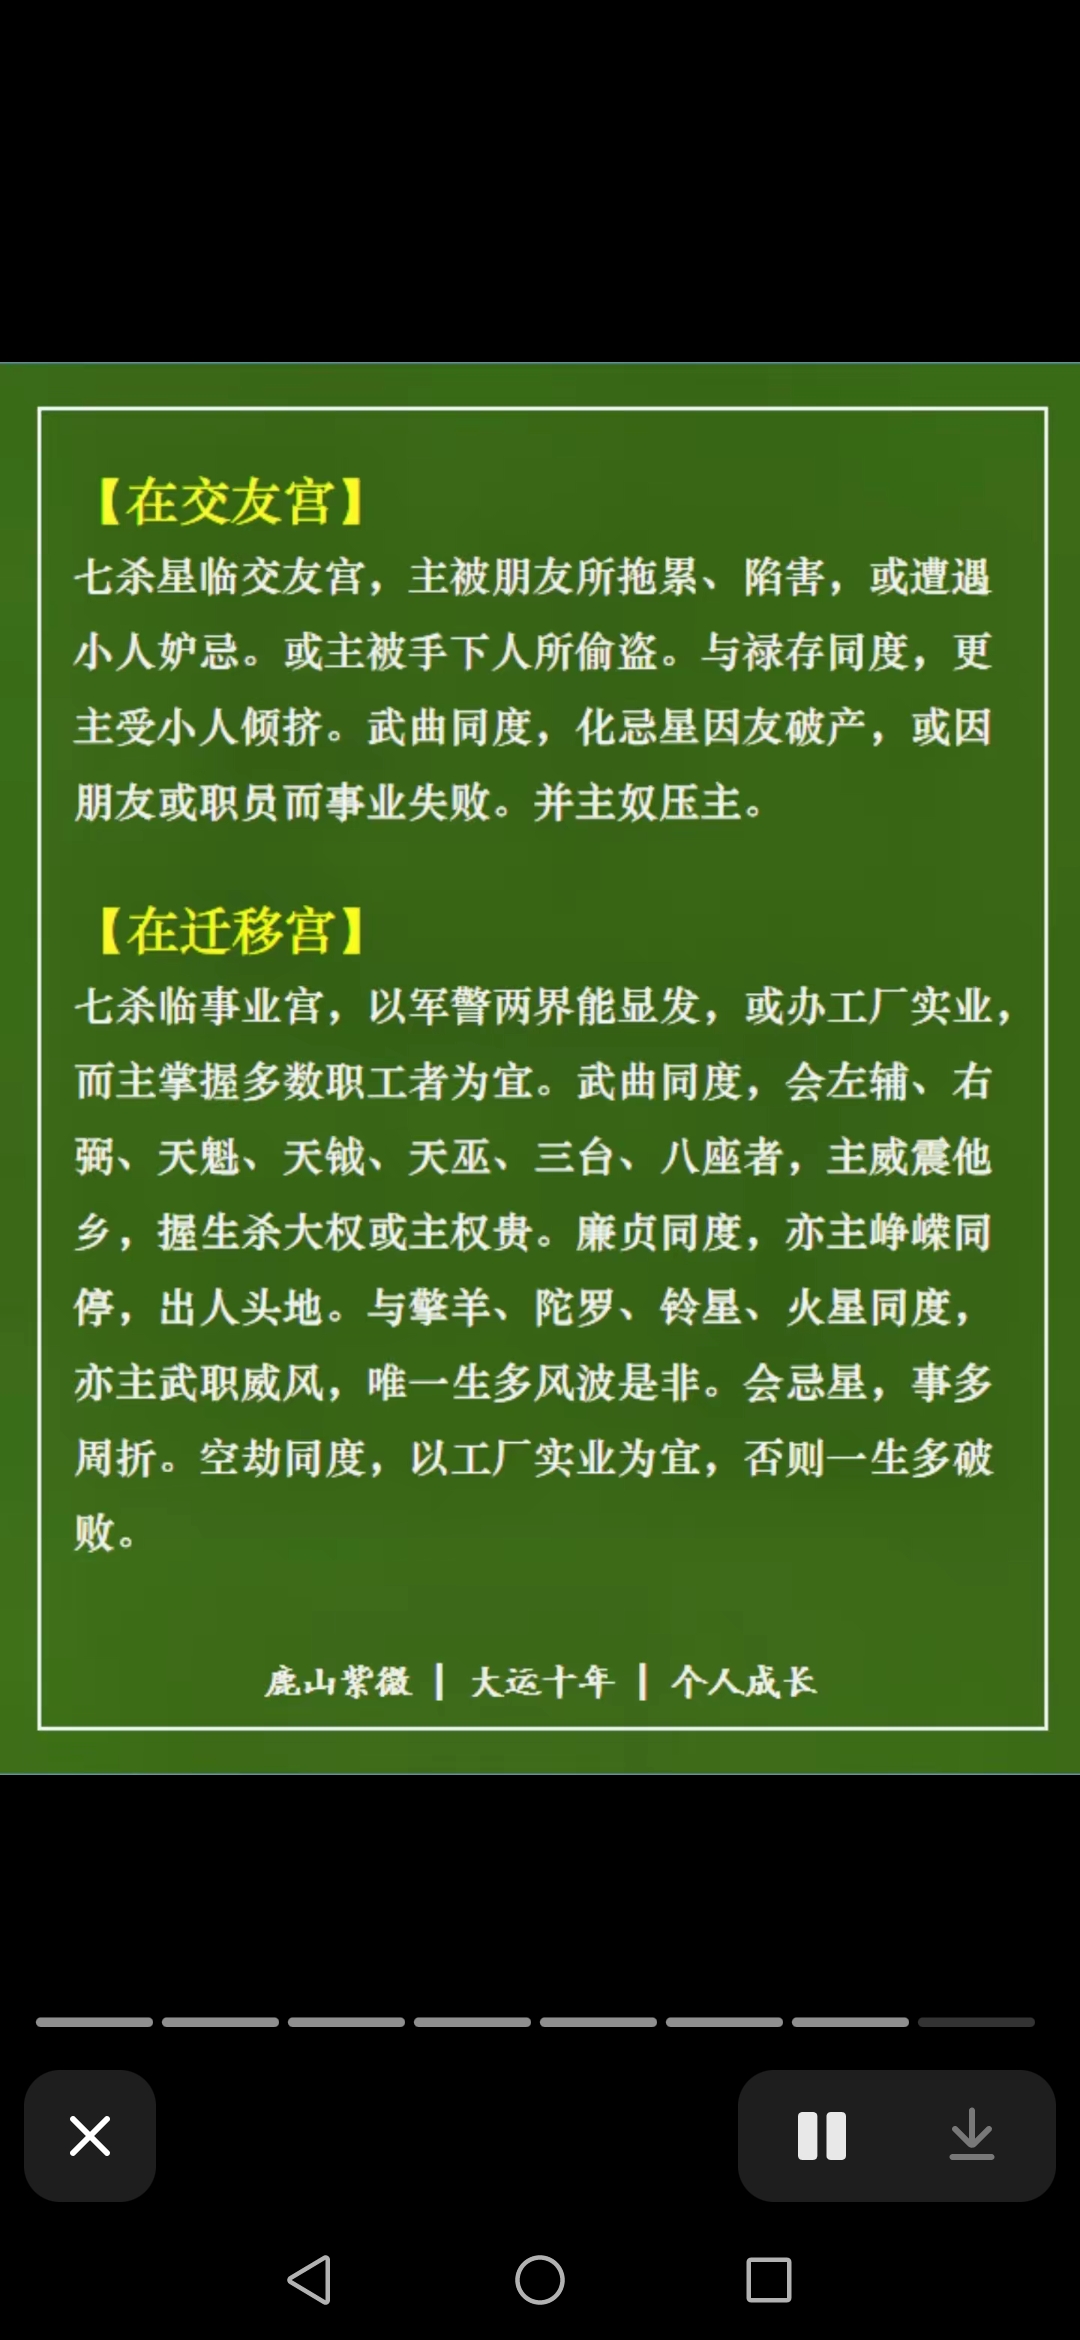 【在交友宫】
七杀星临交友宫，主被朋友所拖累、陷害，或遭遇
小人妒忌。或主被手下人所偷盗。与禄存同度，更
主受小人倾挤。武曲同度，化忌星因友破产，或因
朋友或职员而事业失败。并主奴压主。
【在迁移宫】
七杀临事业宫，以军警两界能显发，或办工厂实业，
而主掌握多数职工者为宜。武曲同度，会左辅、右
弼、天魁、天钺、天巫、三台、八座者，主威震他
乡，握生杀大权或主权贵。廉贞同度，亦主峥嵘同
停，出人头地。与擎羊、陀罗、铃星、火星同度，
亦主武职威风，唯一生多风波是非。会忌星，事多
周折。空劫同度，以工厂实业为宜，否则一生多破
败。
鹿山紫微 | 大运十年 | 个人成长